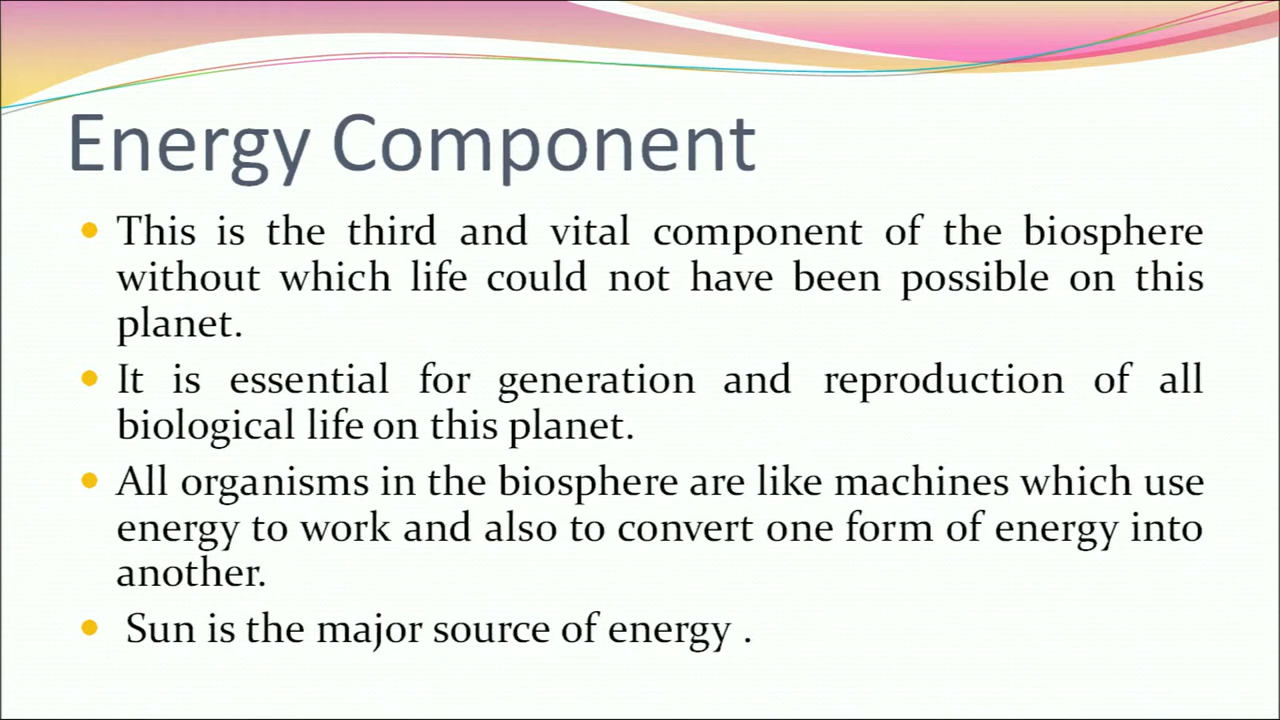 Energy Component
This is the third and vital component of the biosphere
without which life could not have been possible on this
planet.
It is essential for generation and reproduction of all
biological life on this planet.
All organisms in the biosphere are like machines which use
energy to work and also to convert one form of energy into
another.
Sun is the major source of energy .